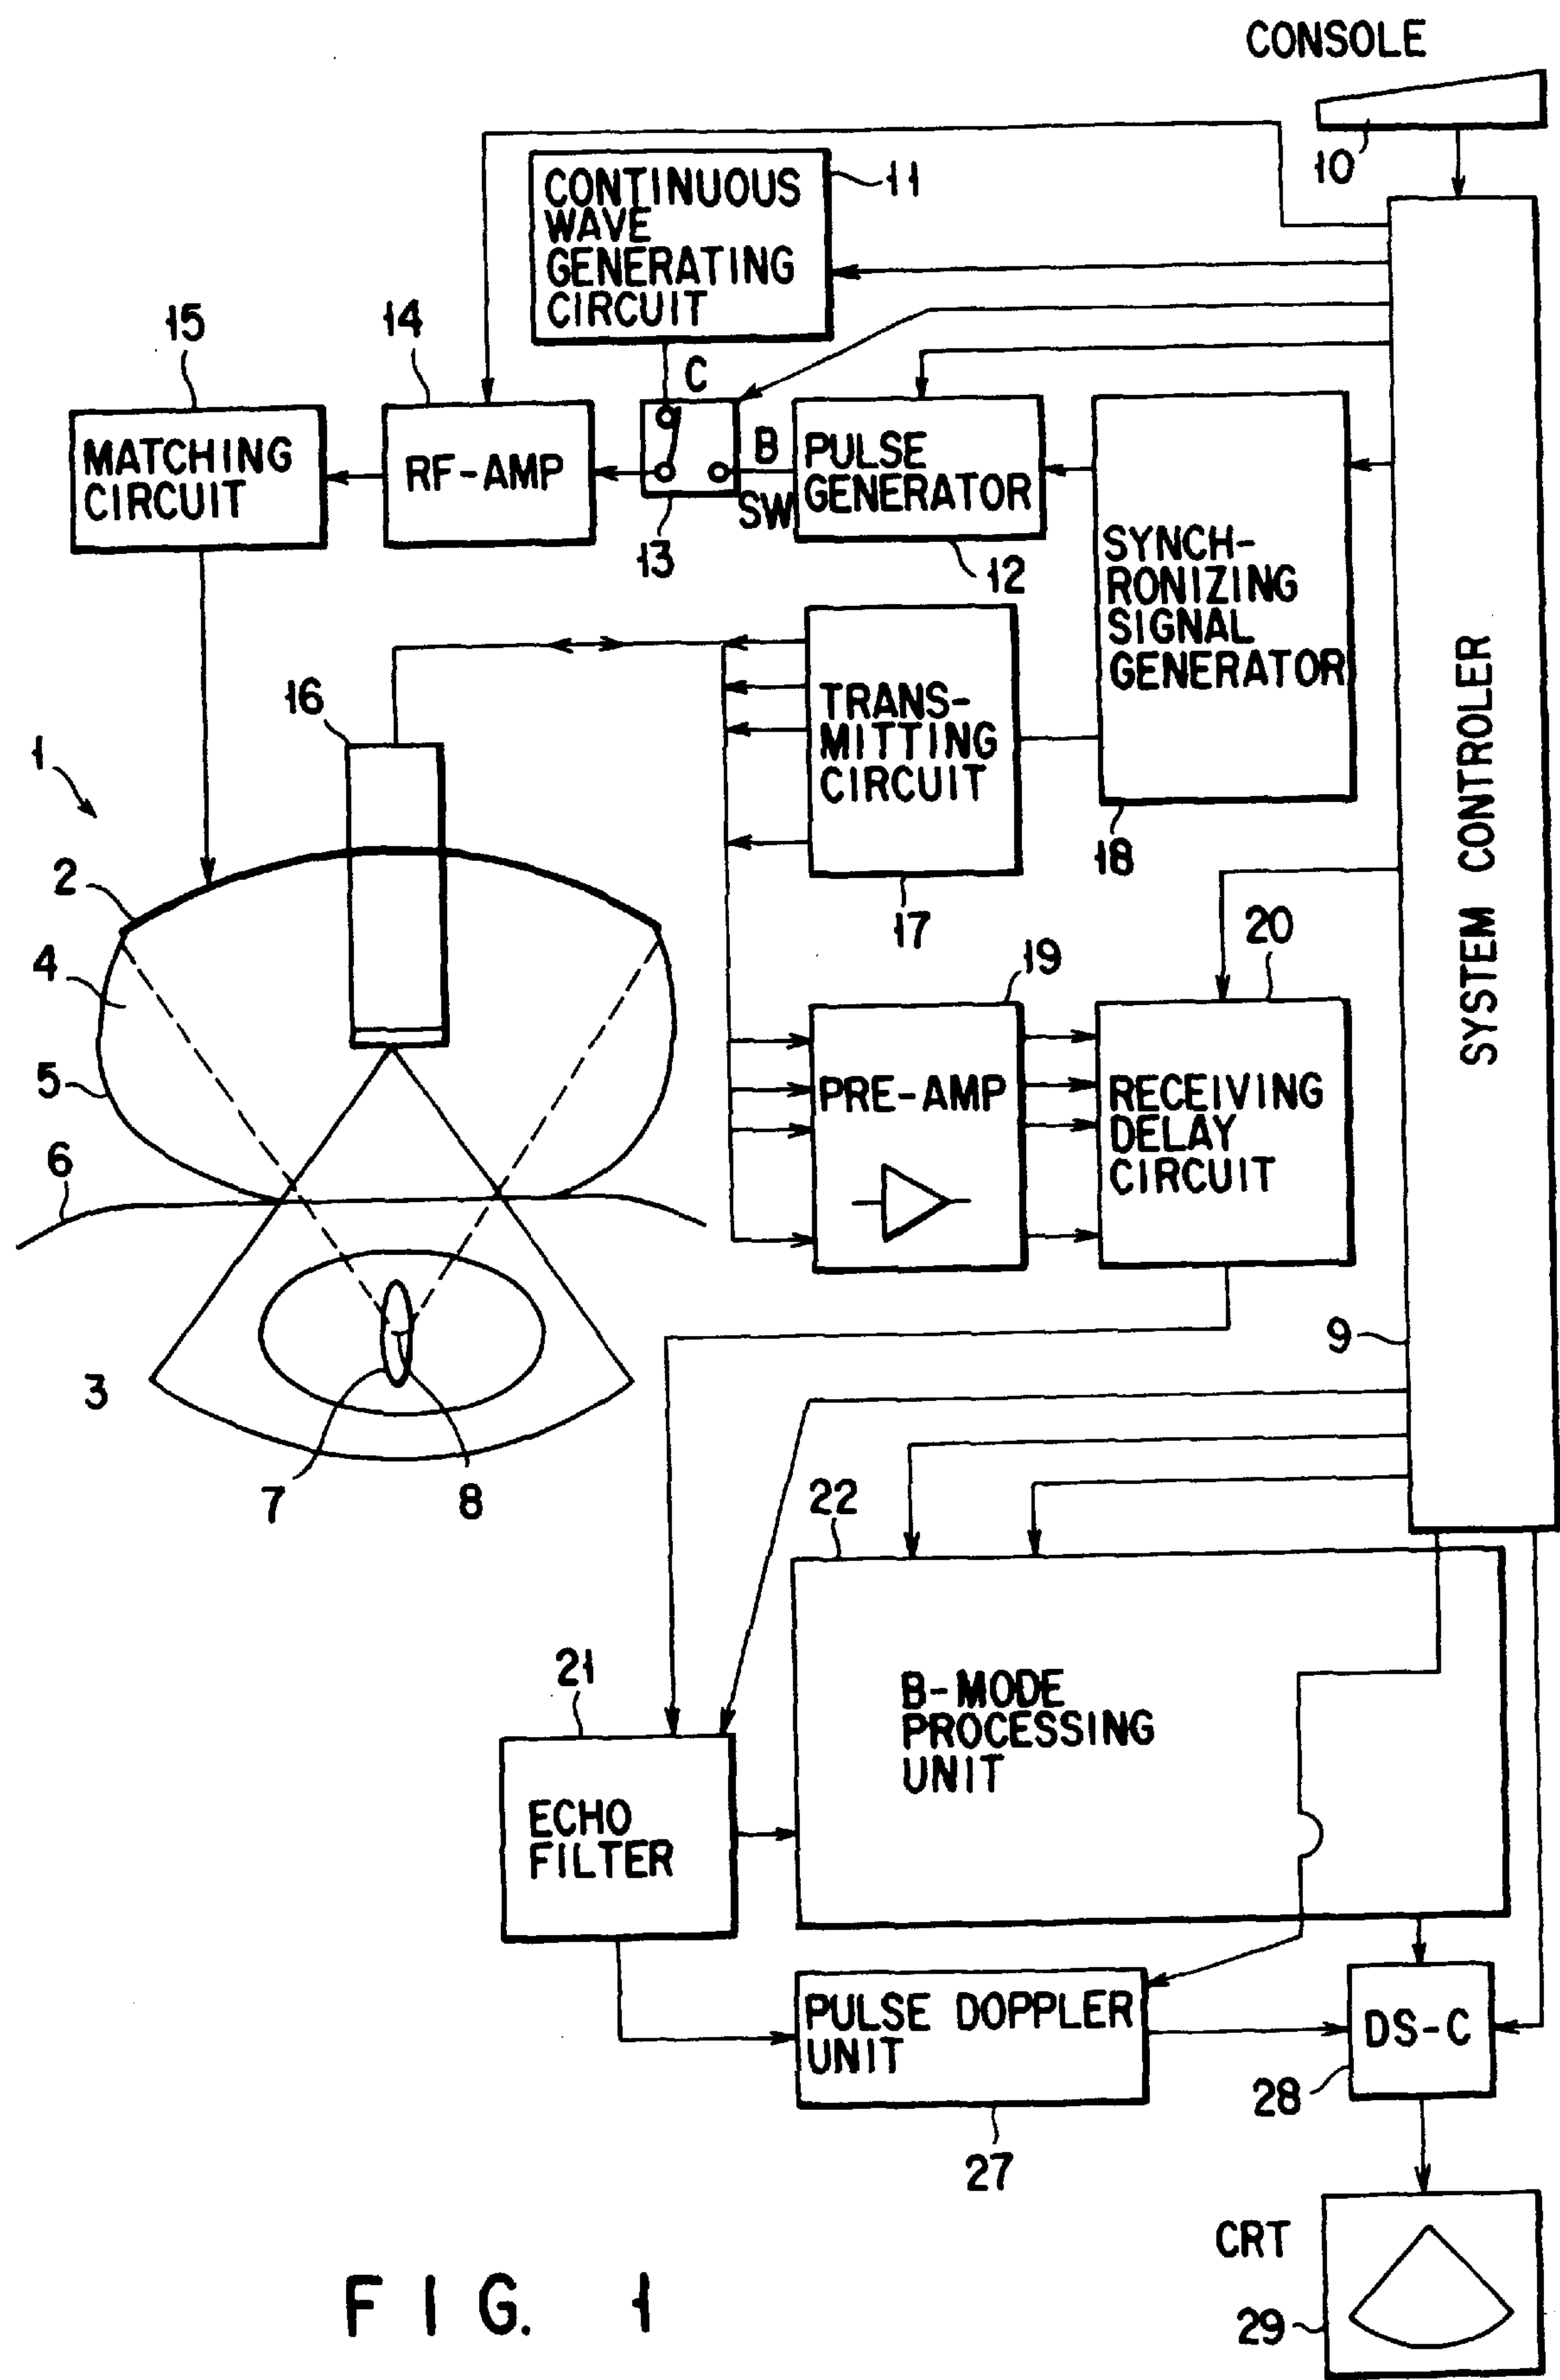 CONSOLE
10
CONTINUOUS
WAVE
GENERATING
CIRCUIT
11
15
14
C
MATCHING
CIRCUIT
RF-AMP
B
SW
13
PULSE
GENERATOR
12
SYNCH-
RONIZING
SIGNAL
GENERATOR
18
SYSTEM CONTROLER
16
1
TRANS-
MITTING
CIRCUIT
17
2
4
5
6
3
7
8
19
20
PRE-AMP
RECEIVING
DELAY
CIRCUIT
9
22
21
B-MODE
PROCESSING
UNIT
ECHO
FILTER
PULSE DOPPLER
UNIT
27
DS-C
28
CRT
29
FIG. 1